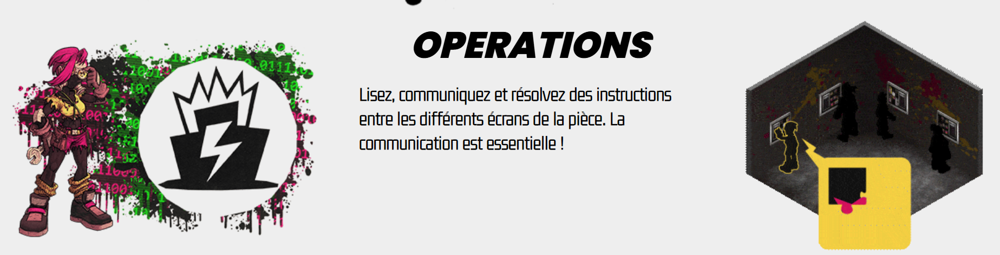 OPERATIONS
Lisez, communiquez et résolvez des instructions
entre les différents écrans de la pièce. La
communication est essentielle !